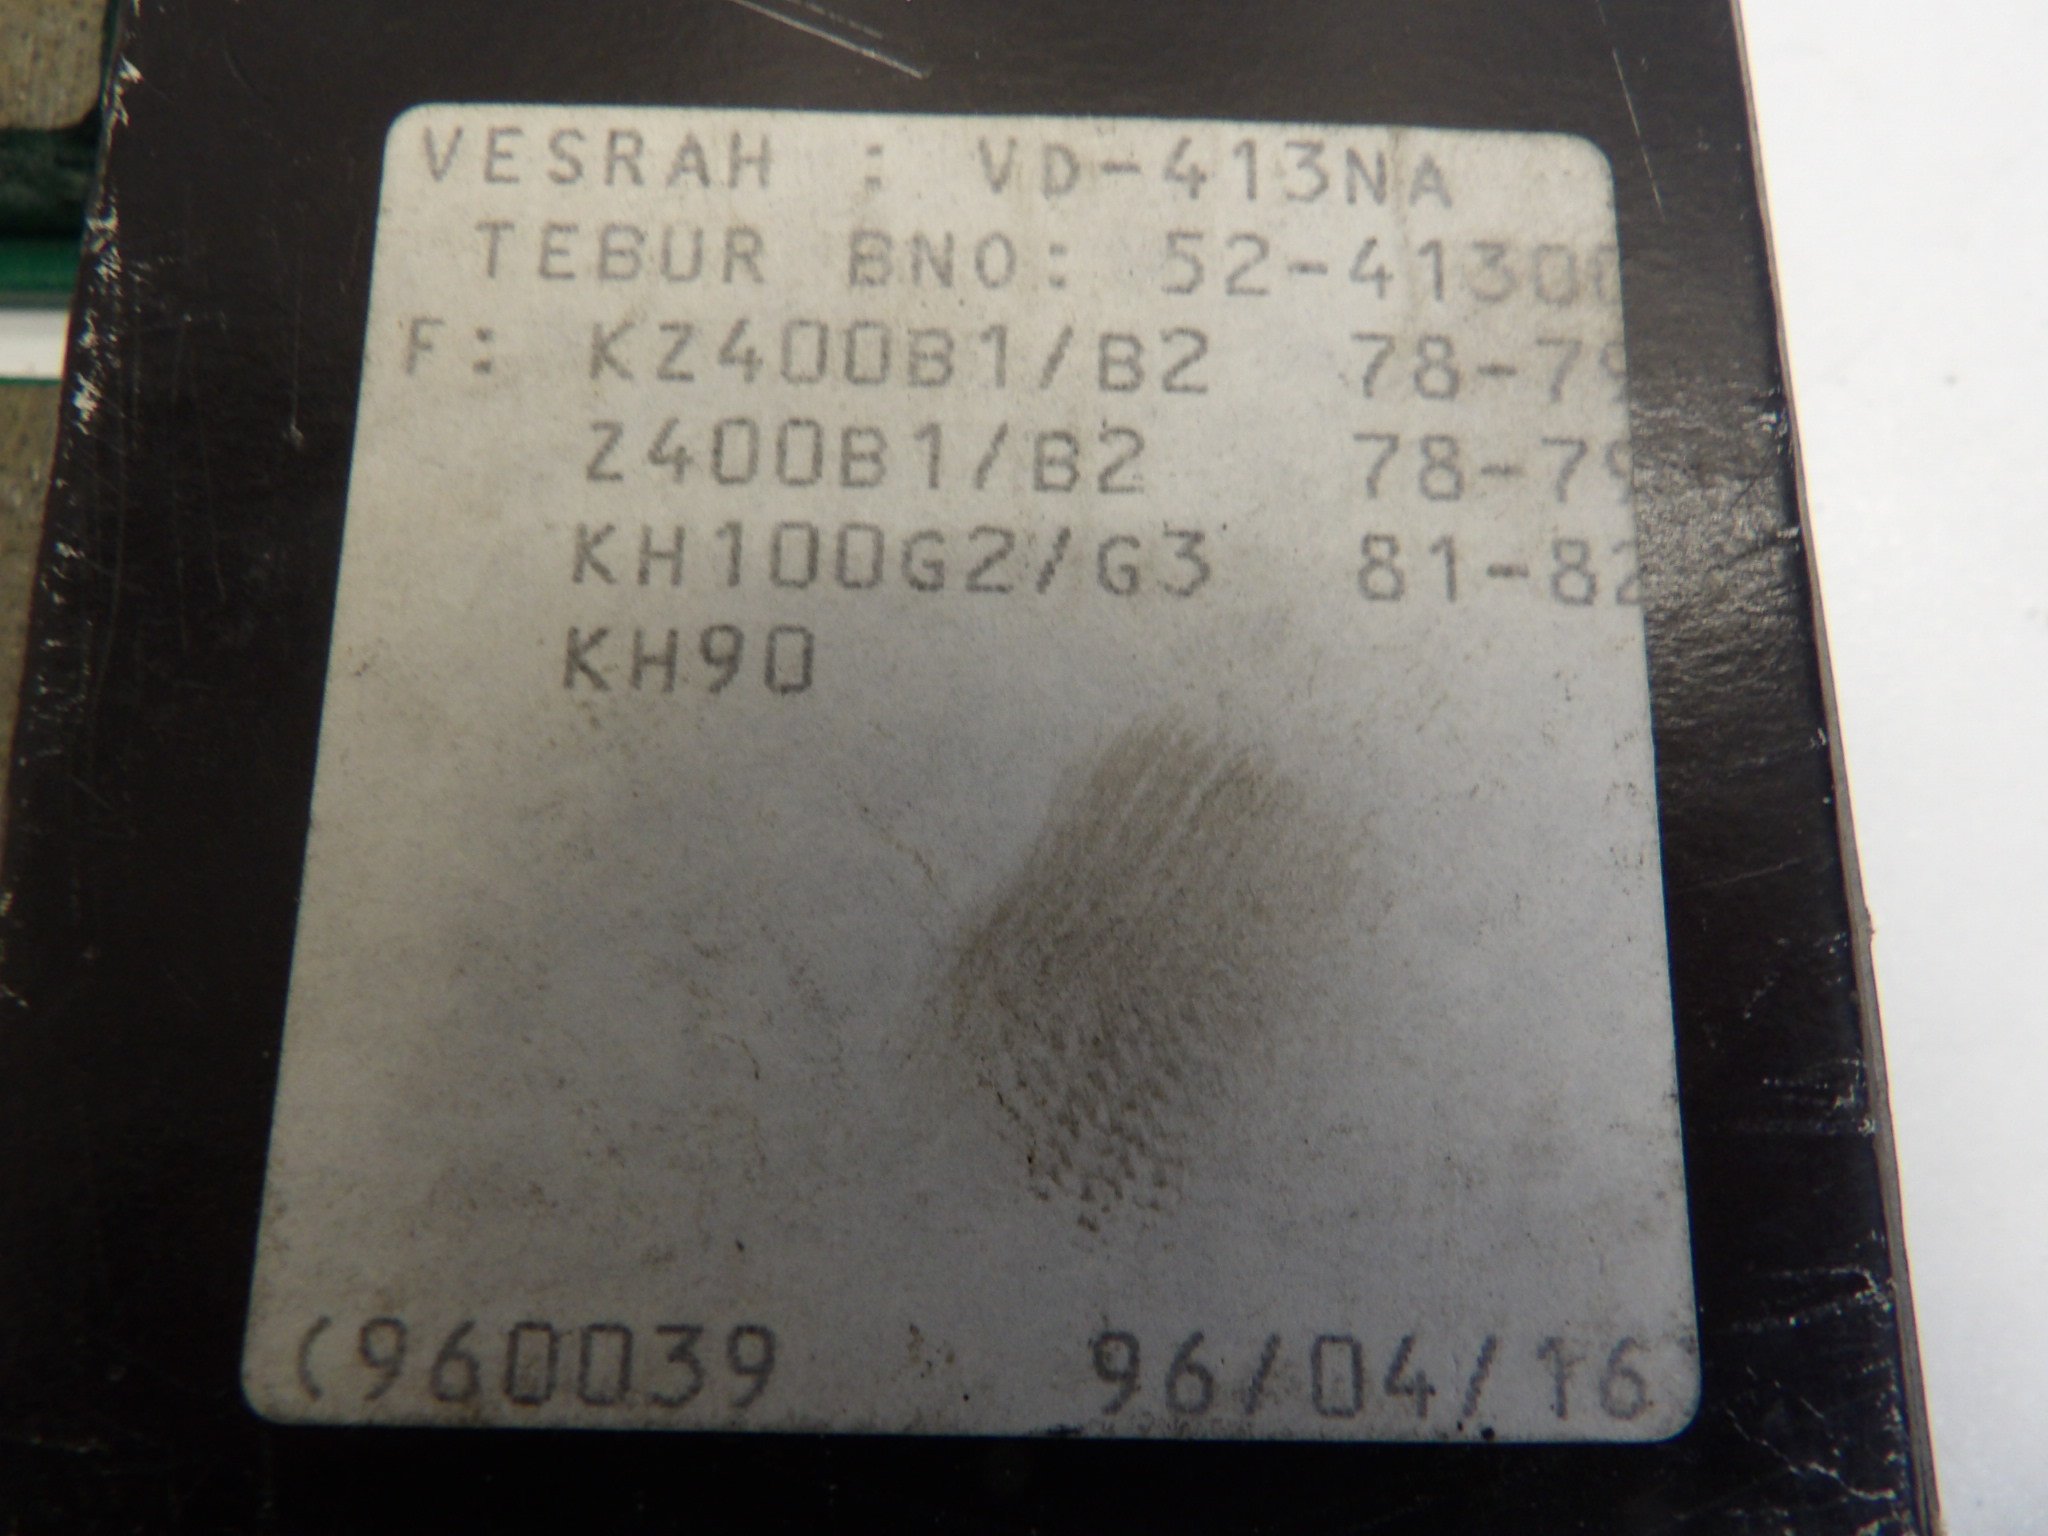 VESRAH : VD-413NA
TEBUR BNO: 52-41300
F: KZ400B1/B2 78-79
Z400B1/B2 78-79
KH100G2/G3 81-82
KH90
(960039 96/04/16